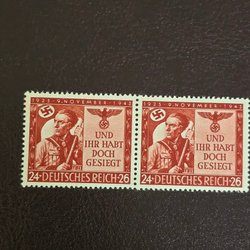 1923 · 9. NOVEMBER · 1943
UND
IHR HABT
DOCH
GESIEGT
24+DEUTSCHES REICH+26
1923 · 9. NOVEMBER · 1943
UND
IHR HABT
DOCH
GESIEGT
24+DEUTSCHES REICH+26